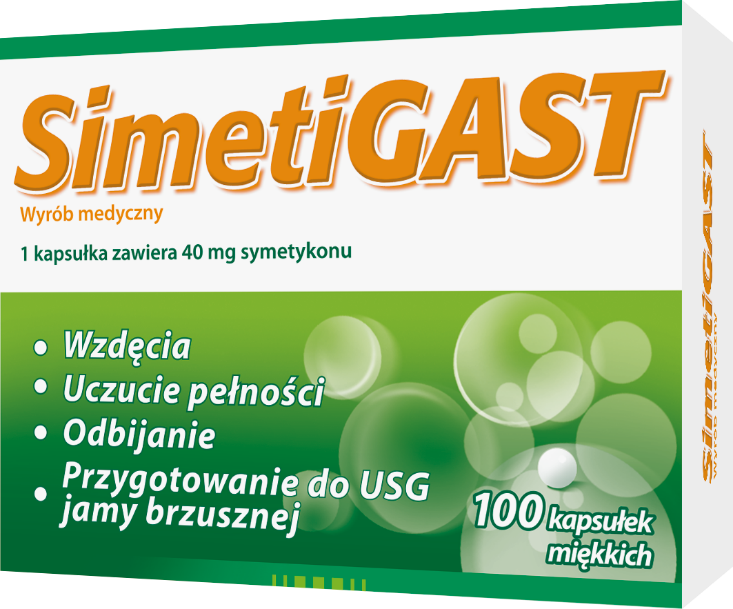 SimetiGAST
Wyrób medyczny
1 kapsułka zawiera 40 mg symetykonu
• Wzdęcia
• Uczucie pełności
• Odbijanie
• Przygotowanie do USG
jamy brzusznej
100 kapsułek
miękkich
SimetiGAST
wyrób medyczny